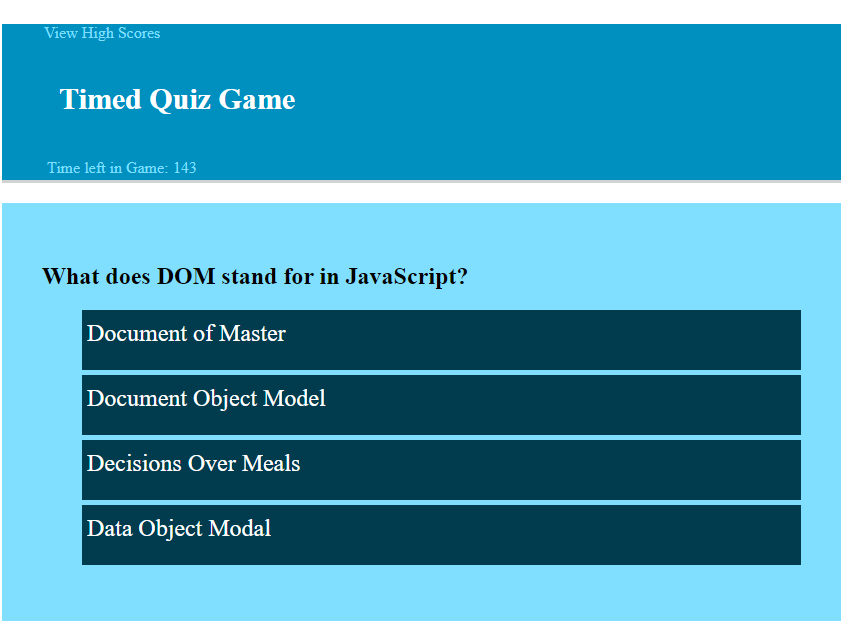 View High Scores
Timed Quiz Game
Time left in Game: 143
What does DOM stand for in JavaScript?
Document of Master
Document Object Model
Decisions Over Meals
Data Object Modal